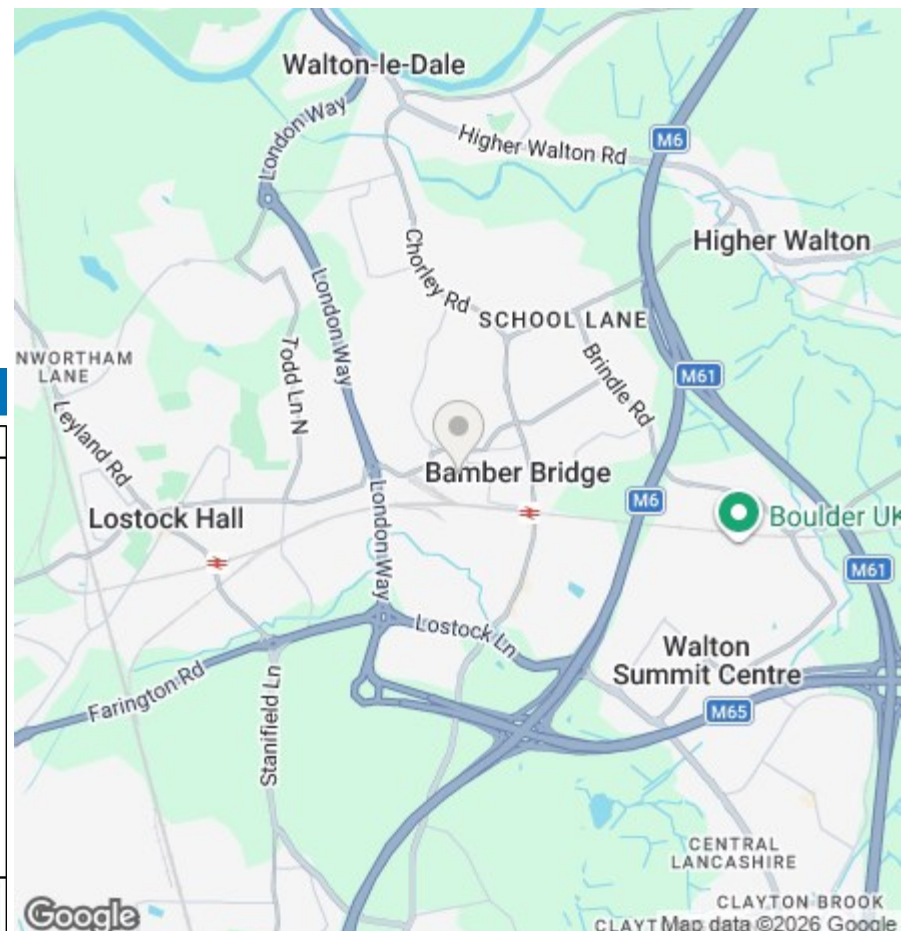 Walton-le-Dale
London Way
Higher Walton Rd
M6
Higher Walton
Chorley Rd
SCHOOL LANE
London Way
Todd Ln N
Brindle Rd
M61
NWORTHAM
LANE
Leyland Rd
Bamber Bridge
M6
Lostock Hall
London Way
Boulder UK
M61
Lostock Ln
Walton
Summit Centre
Farington Rd
Stanifield Ln
M65
CENTRAL
LANCASHIRE
CLAYTON BROOK
Google
CLAYT
Map data ©2026 Google